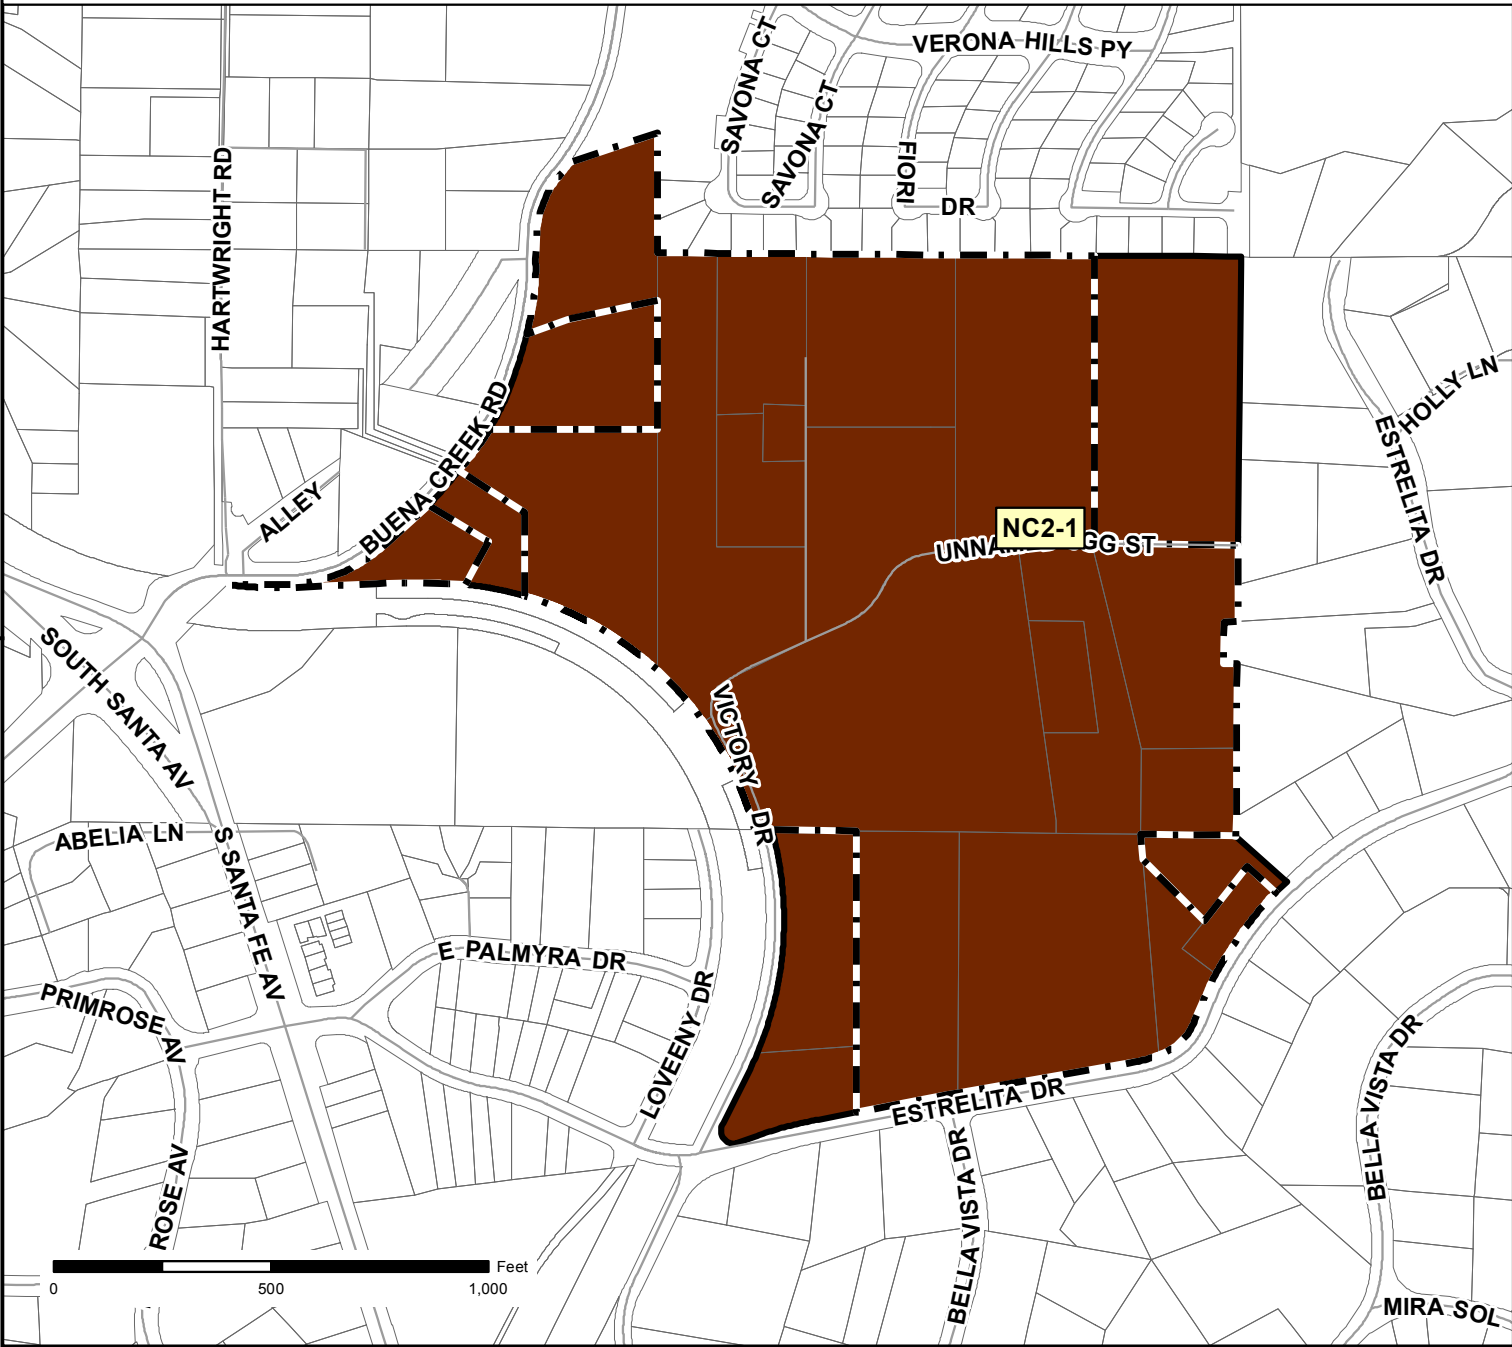 VERONA HILLS PY
SAVONA CT
SAVONA CT
FIORI
DR
HARTWRIGHT RD
HOLLY LN
ESTRELITA DR
BUENA CREEK RD
ALLEY
NC2-1
UNNA
GG ST
SOUTH SANTA AV
VICTORY DR
ABELIA LN
S SANTA FE AV
E PALMYRA DR
PRIMROSE AV
LOVEENY DR
ESTRELITA DR
BELLA VISTA DR
BELLA VISTA DR
ROSE AV
MIRA SOL
Feet
0 500 1,000